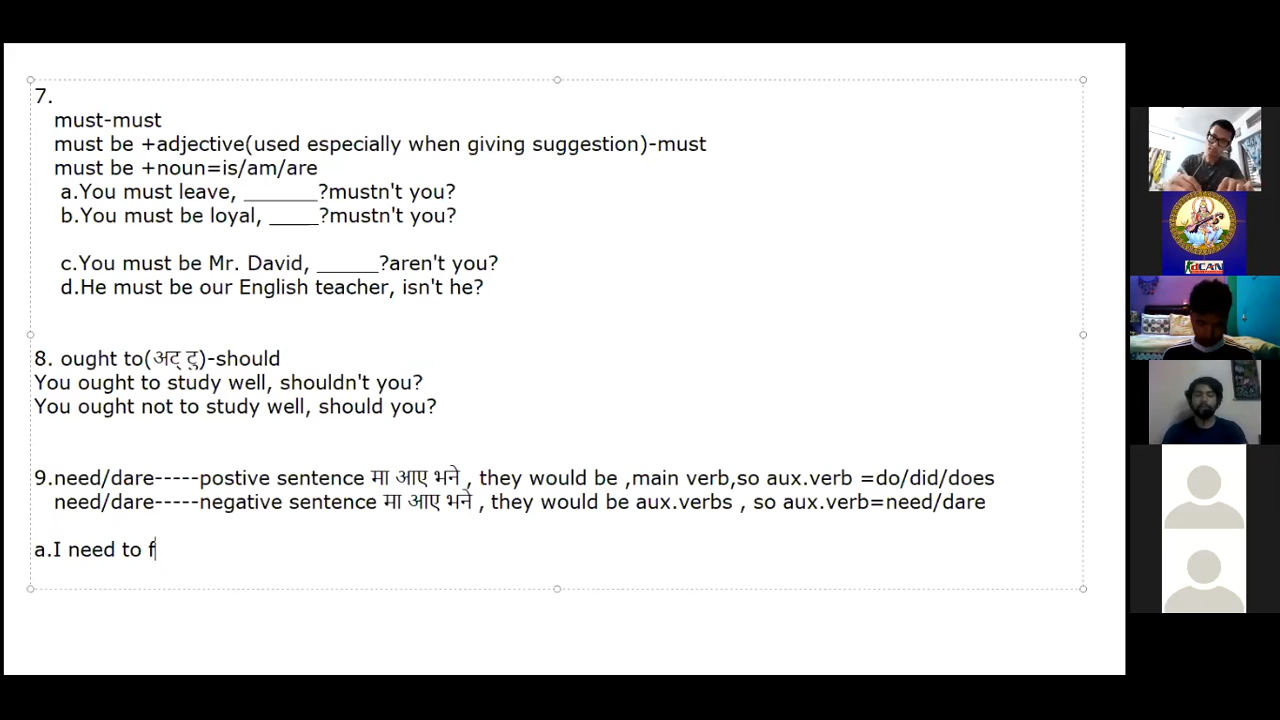 7.
must-must
must be +adjective(used especially when giving suggestion)-must
must be +noun=is/am/are
a.You must leave, _______?mustn't you?
b.You must be loyal, _____?mustn't you?
c.You must be Mr. David, ______?aren't you?
d.He must be our English teacher, isn't he?
8. ought to(अट् टु)-should
You ought to study well, shouldn't you?
You ought not to study well, should you?
9.need/dare-----postive sentence मा आए भने , they would be ,main verb,so aux.verb =do/did/does
need/dare-----negative sentence मा आए भने , they would be aux.verbs , so aux.verb=need/dare
a.I need to f